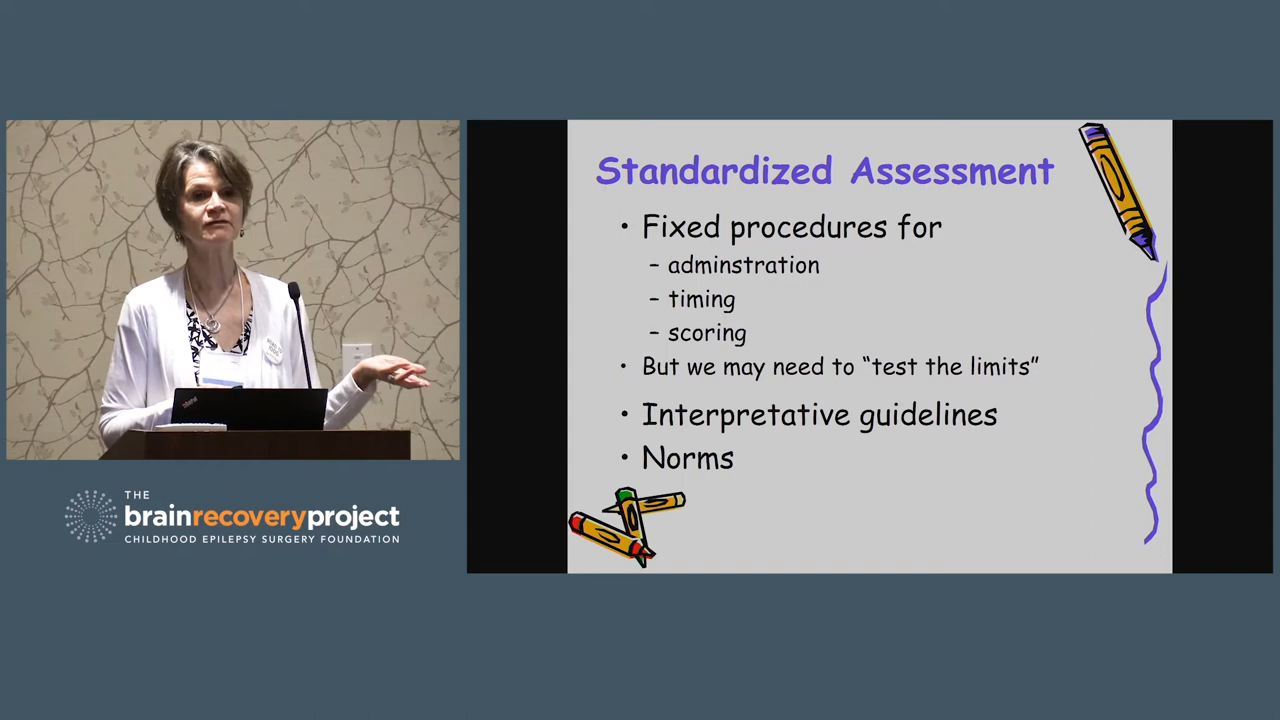 Standardized Assessment
• Fixed procedures for
– adminstration
– timing
– scoring
• But we may need to “test the limits”
• Interpretative guidelines
• Norms
THE
brainrecoveryproject
CHILDHOOD EPILEPSY SURGERY FOUNDATION
ThinkPad